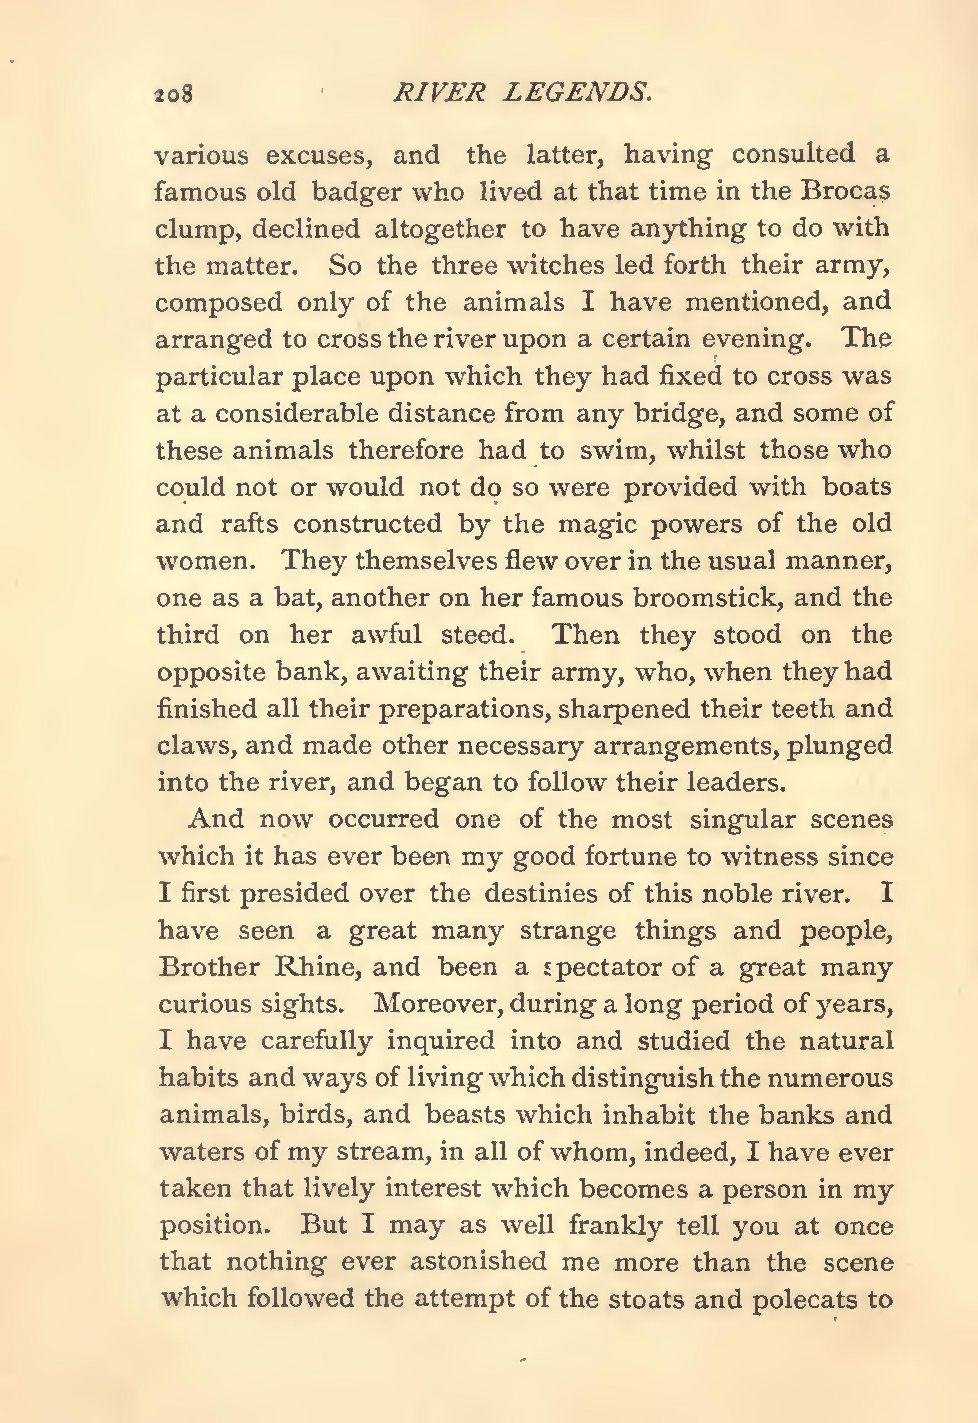 208 RIVER LEGENDS.
various excuses, and the latter, having consulted a
famous old badger who lived at that time in the Brocas
clump, declined altogether to have anything to do with
the matter. So the three witches led forth their army,
composed only of the animals I have mentioned, and
arranged to cross the river upon a certain evening. The
particular place upon which they had fixed to cross was
at a considerable distance from any bridge, and some of
these animals therefore had to swim, whilst those who
could not or would not do so were provided with boats
and rafts constructed by the magic powers of the old
women. They themselves flew over in the usual manner,
one as a bat, another on her famous broomstick, and the
third on her awful steed. Then they stood on the
opposite bank, awaiting their army, who, when they had
finished all their preparations, sharpened their teeth and
claws, and made other necessary arrangements, plunged
into the river, and began to follow their leaders.
And now occurred one of the most singular scenes
which it has ever been my good fortune to witness since
I first presided over the destinies of this noble river. I
have seen a great many strange things and people,
Brother Rhine, and been a spectator of a great many
curious sights. Moreover, during a long period of years,
I have carefully inquired into and studied the natural
habits and ways of living which distinguish the numerous
animals, birds, and beasts which inhabit the banks and
waters of my stream, in all of whom, indeed, I have ever
taken that lively interest which becomes a person in my
position. But I may as well frankly tell you at once
that nothing ever astonished me more than the scene
which followed the attempt of the stoats and polecats to